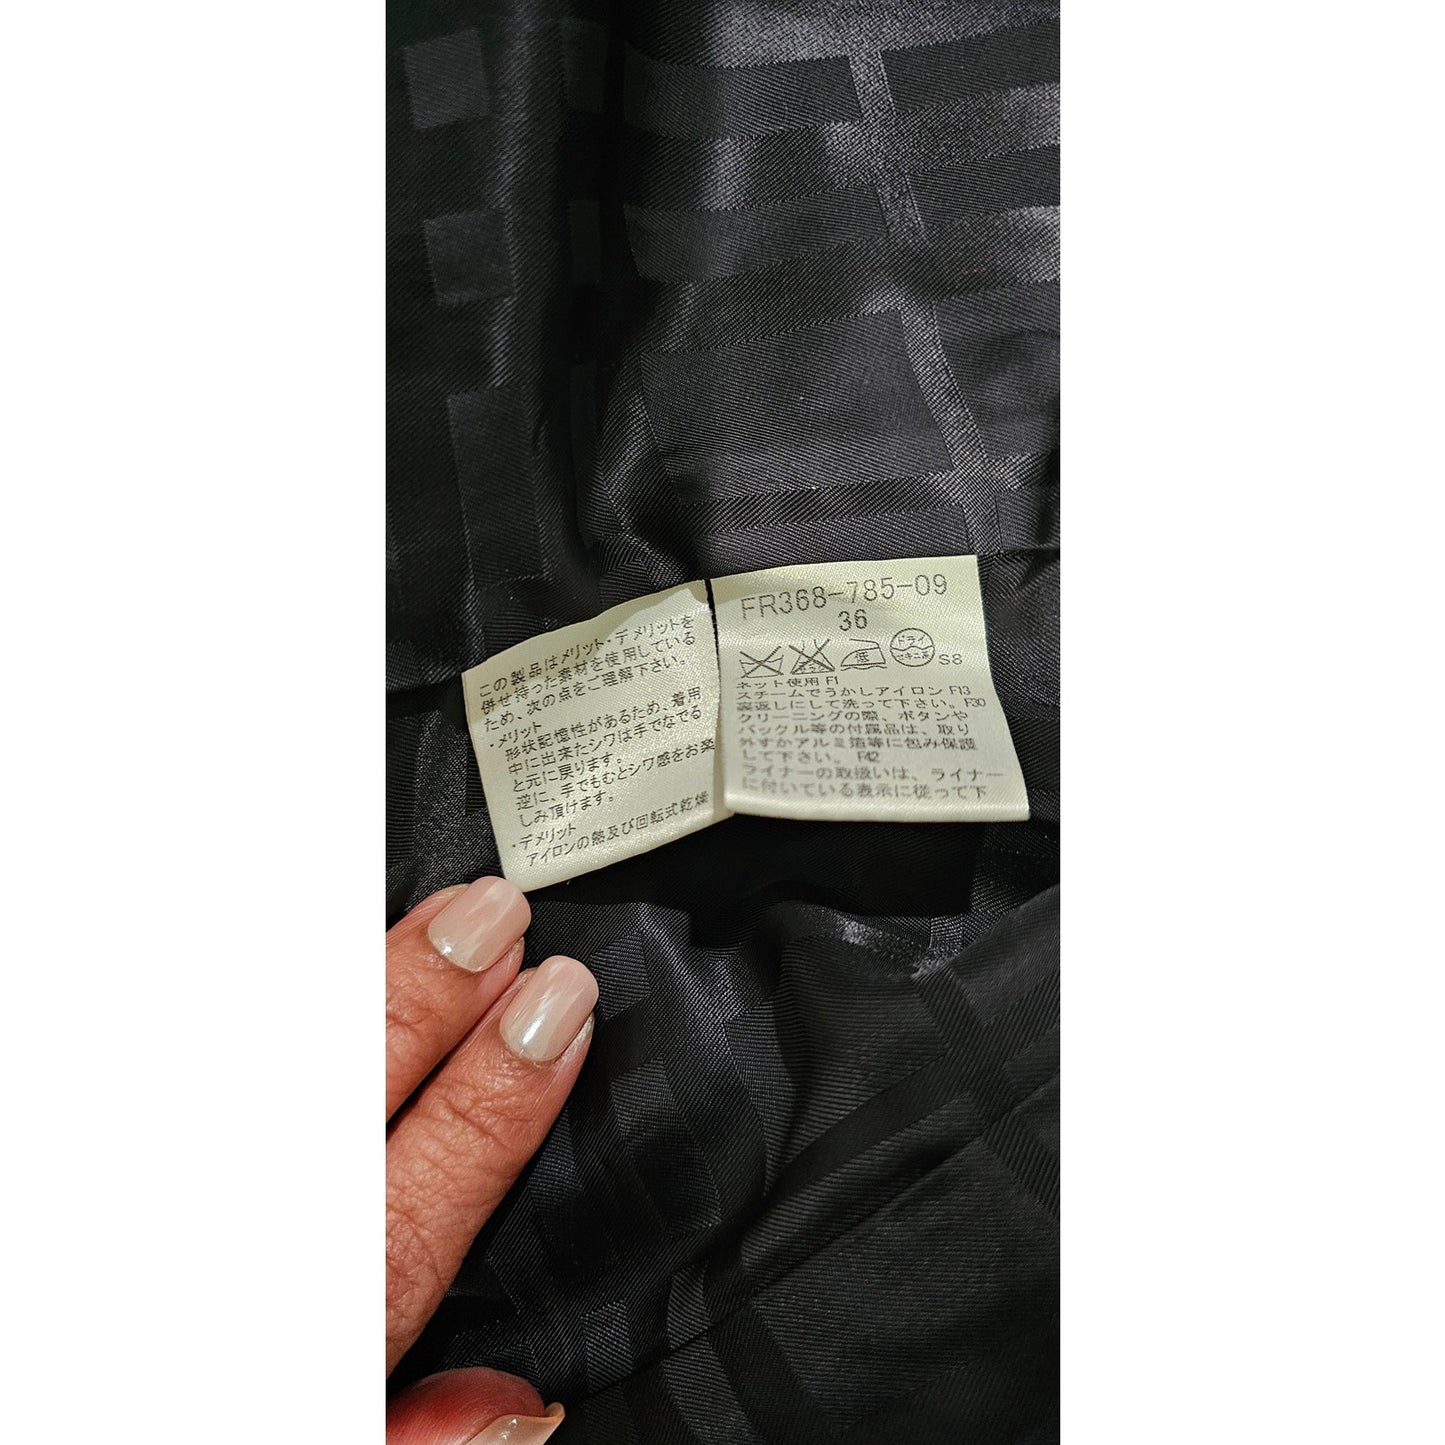 この製品はメリット・デメリットを
併せ持った素材を使用している
ため、次の点をご理解下さい。
・メリット
形状記憶性があるため、着用
中に出来たシワは手でなでる
と元に戻ります。
逆に、手でもむとシワ感をお楽
しみ頂けます。
・デメリット
アイロンの熱及び回転式乾燥
FR368-785-09
36
低
ドライ
セキユ系
S8
ネット使用 F1
スチームでうかしアイロン F13
裏返しにして洗って下さい。F30
クリーニングの際、ボタンや
バックル等の付属品は、取り
外すかアルミ箔等に包み保護
して下さい。 F42
ライナーの取扱いは、ライナー
に付いている表示に従って下